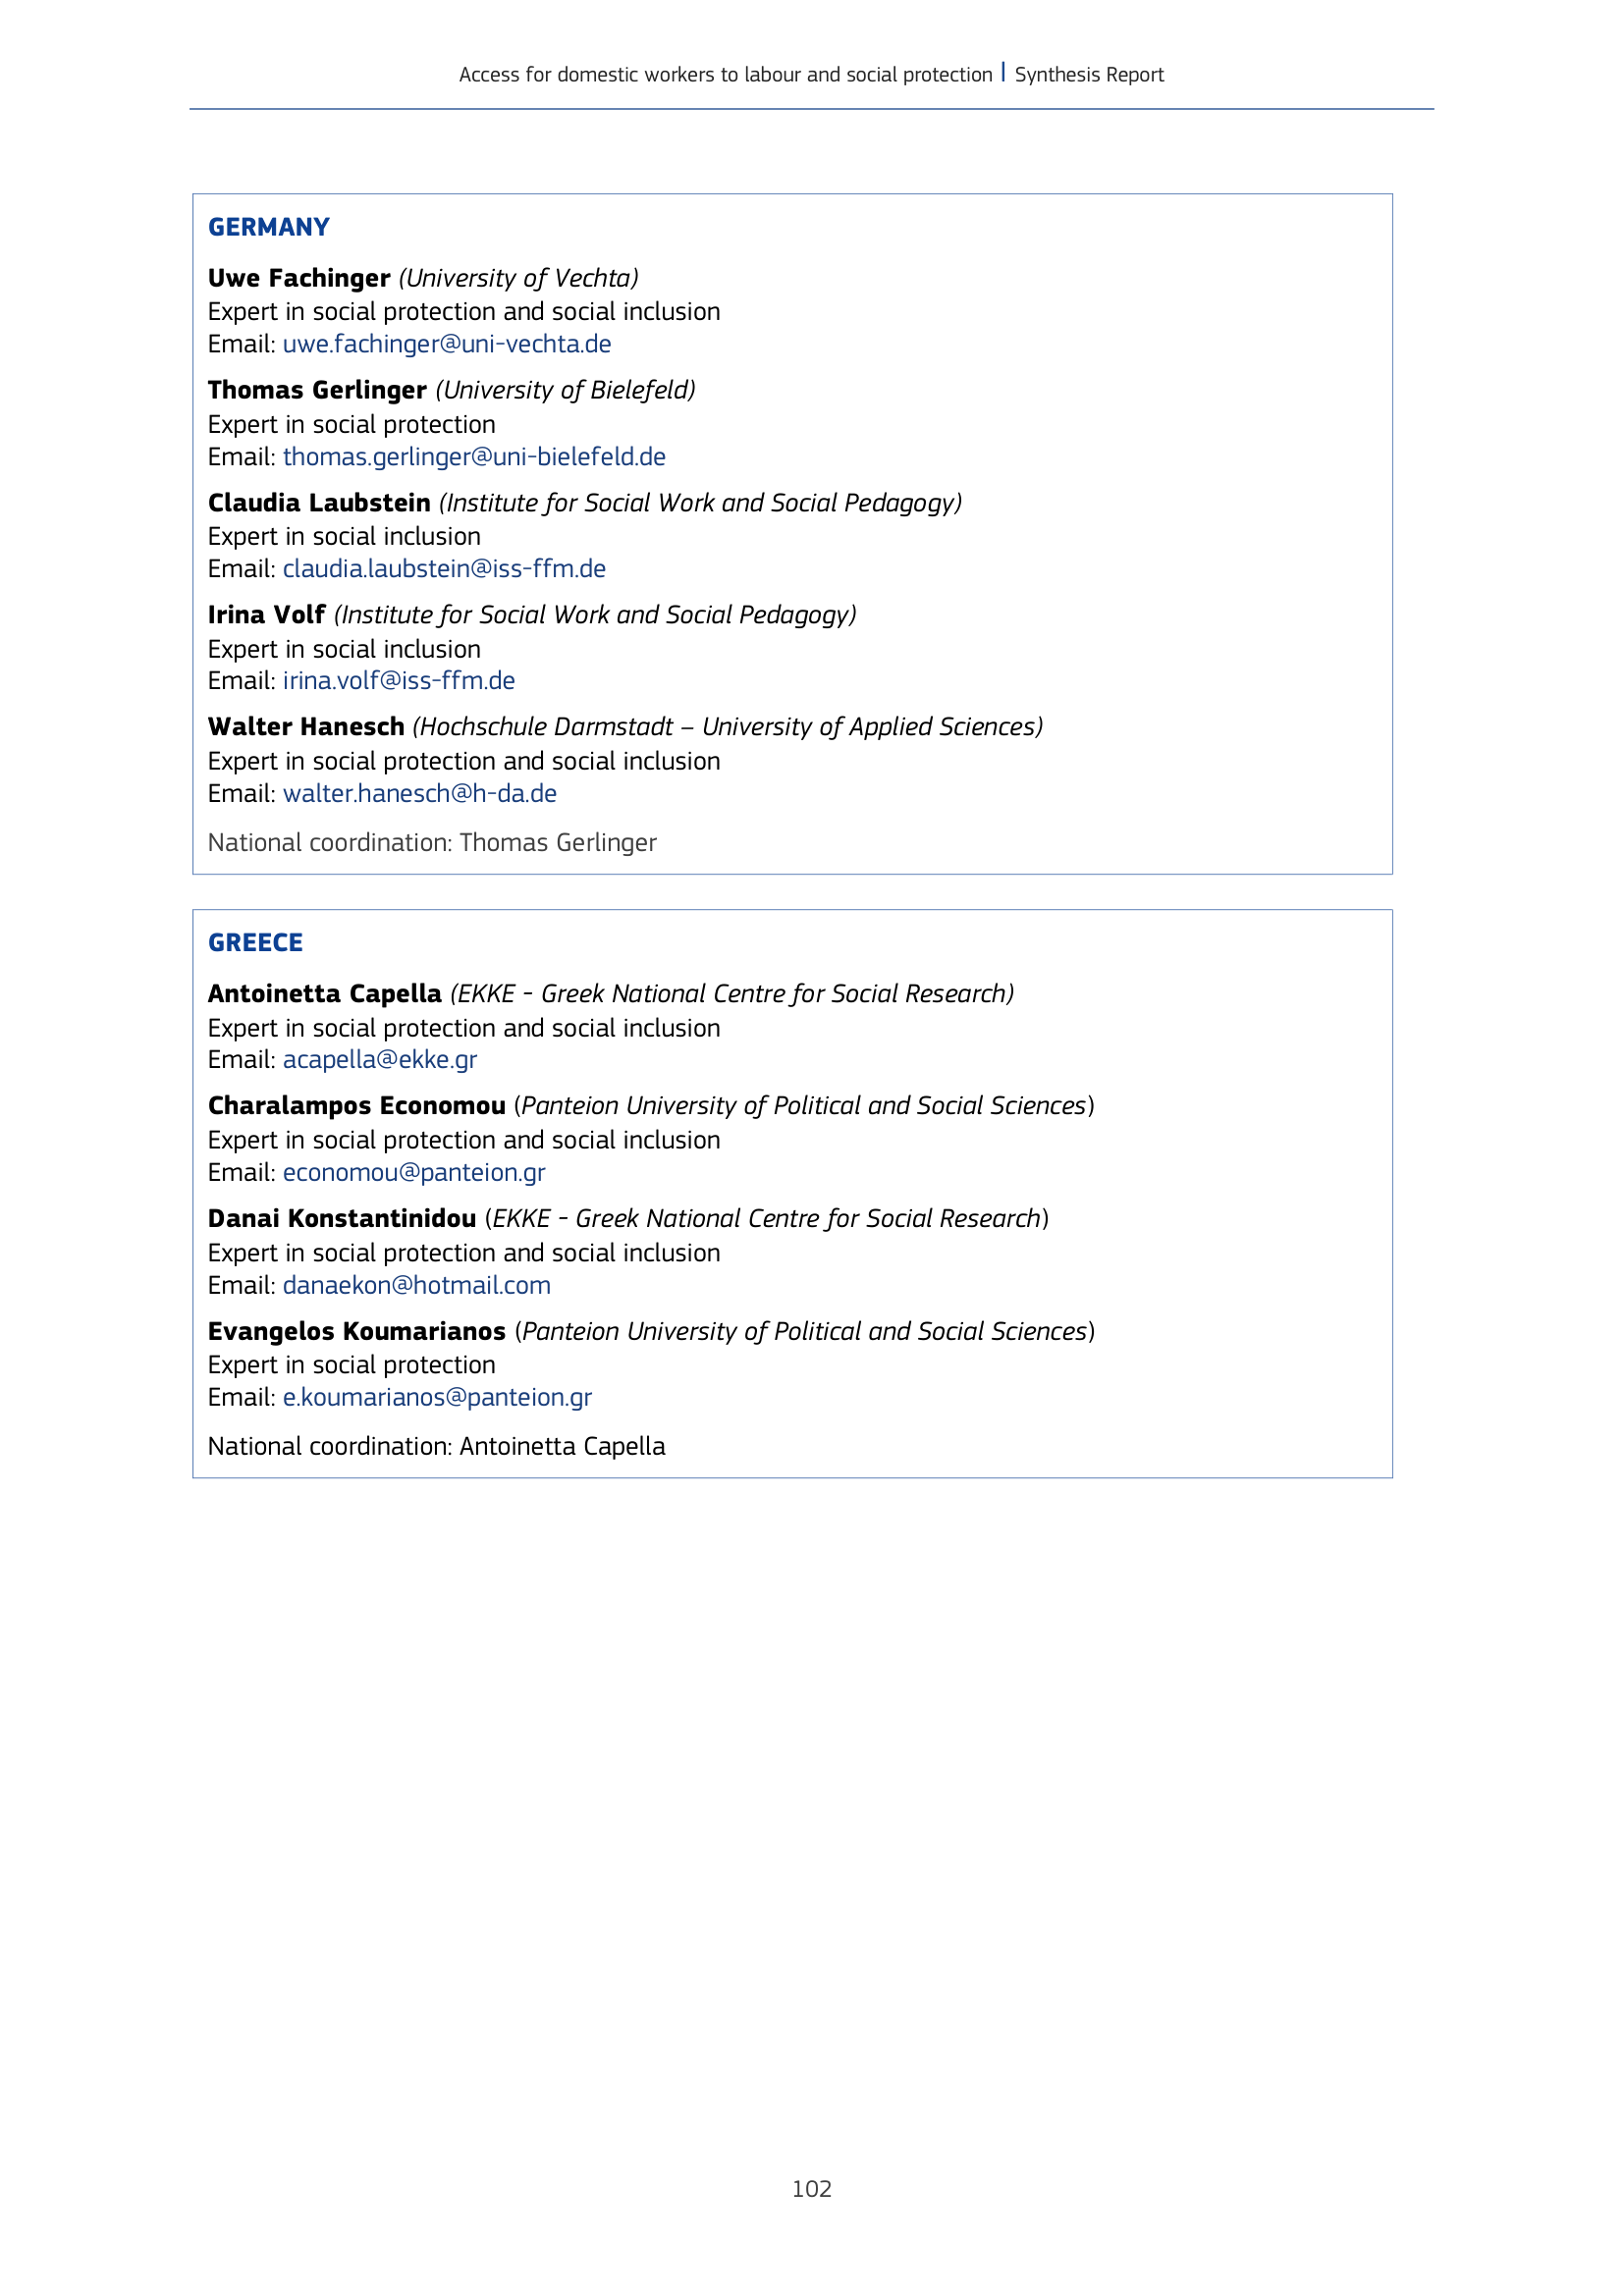 Access for domestic workers to labour and social protection | Synthesis Report
GERMANY
Uwe Fachinger (University of Vechta)
Expert in social protection and social inclusion
Email: uwe.fachinger@uni-vechta.de
Thomas Gerlinger (University of Bielefeld)
Expert in social protection
Email: thomas.gerlinger@uni-bielefeld.de
Claudia Laubstein (Institute for Social Work and Social Pedagogy)
Expert in social inclusion
Email: claudia.laubstein@iss-ffm.de
Irina Volf (Institute for Social Work and Social Pedagogy)
Expert in social inclusion
Email: irina.volf@iss-ffm.de
Walter Hanesch (Hochschule Darmstadt – University of Applied Sciences)
Expert in social protection and social inclusion
Email: walter.hanesch@h-da.de
National coordination: Thomas Gerlinger
GREECE
Antoinetta Capella (EKKE - Greek National Centre for Social Research)
Expert in social protection and social inclusion
Email: acapella@ekke.gr
Charalampos Economou (Panteion University of Political and Social Sciences)
Expert in social protection and social inclusion
Email: economou@panteion.gr
Danai Konstantinidou (EKKE - Greek National Centre for Social Research)
Expert in social protection and social inclusion
Email: danaekon@hotmail.com
Evangelos Koumarianos (Panteion University of Political and Social Sciences)
Expert in social protection
Email: e.koumarianos@panteion.gr
National coordination: Antoinetta Capella
102